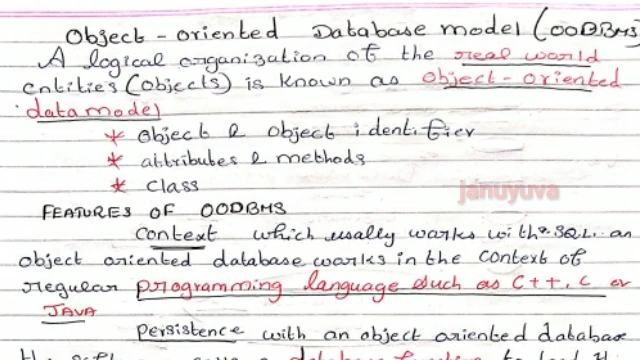 Object - oriented Database model (OODBMS)
A logical organization of the real world
entities (objects) is known as object - oriented
data model
* object & object identifier
* attributes & methods
* class
januyuva
FEATURES OF OODBMS
Context which usally works with SQL. an
object oriented database works in the context of
regular programming language such as C++, C or
JAVA
Persistence with an object oriented database